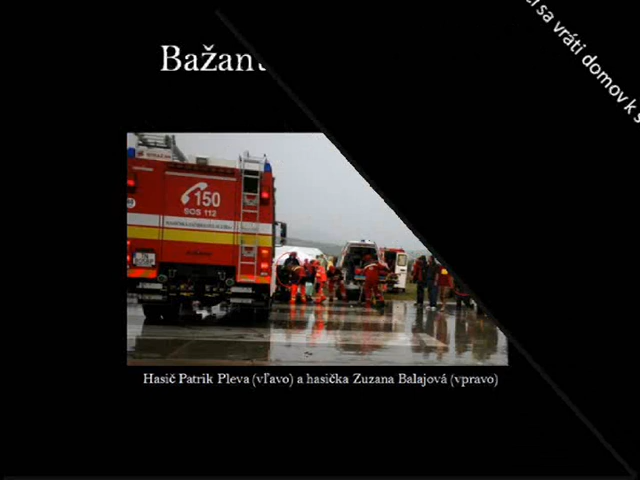 Bažant
sa vráti domov k s
150
SOS 112
Hasič Patrik Pleva (vľavo) a hasička Zuzana Balajová (vpravo)